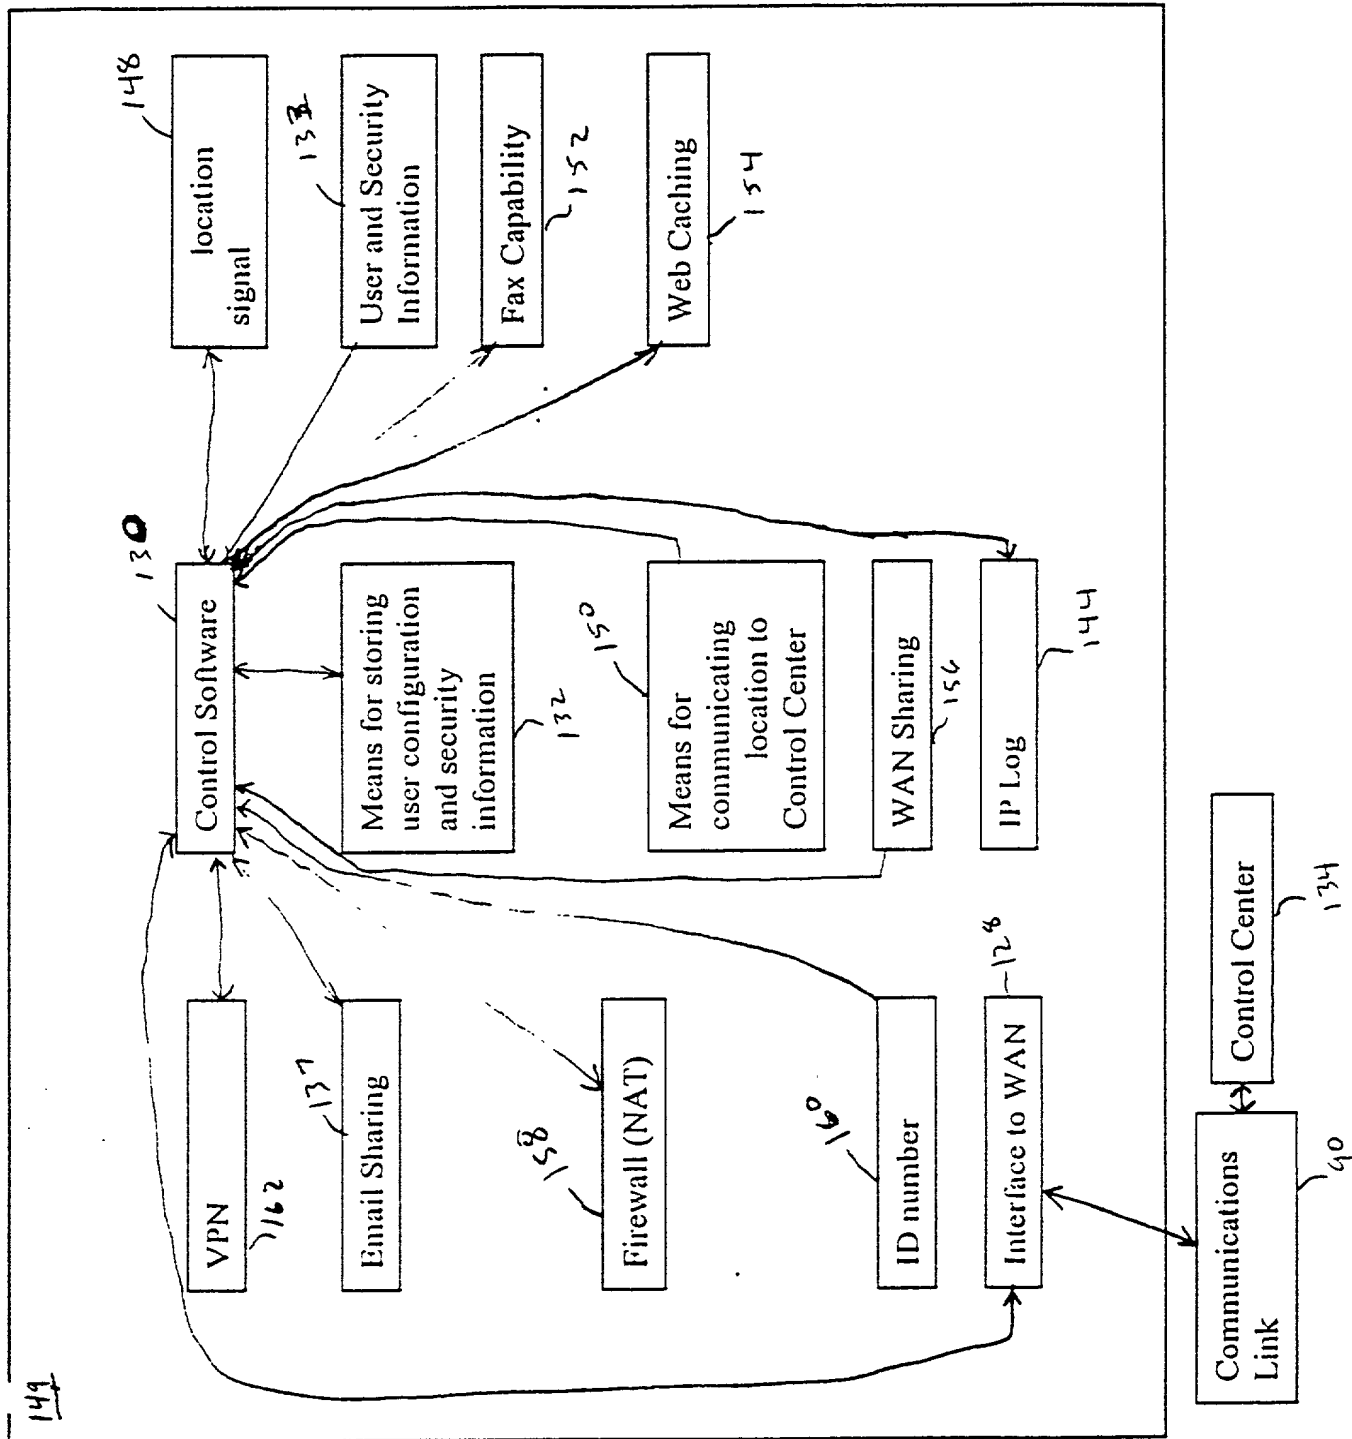 149
VPN
162
Email Sharing
137
Firewall (NAT)
158
ID number
160
Interface to WAN
128
Communications
Link
90
Control Software
130
Means for storing
user configuration
and security
information
132
Means for
communicating
location to
Control Center
150
WAN Sharing
156
IP Log
144
Control Center
134
location
signal
148
User and Security
Information
Fax Capability
152
Web Caching
154